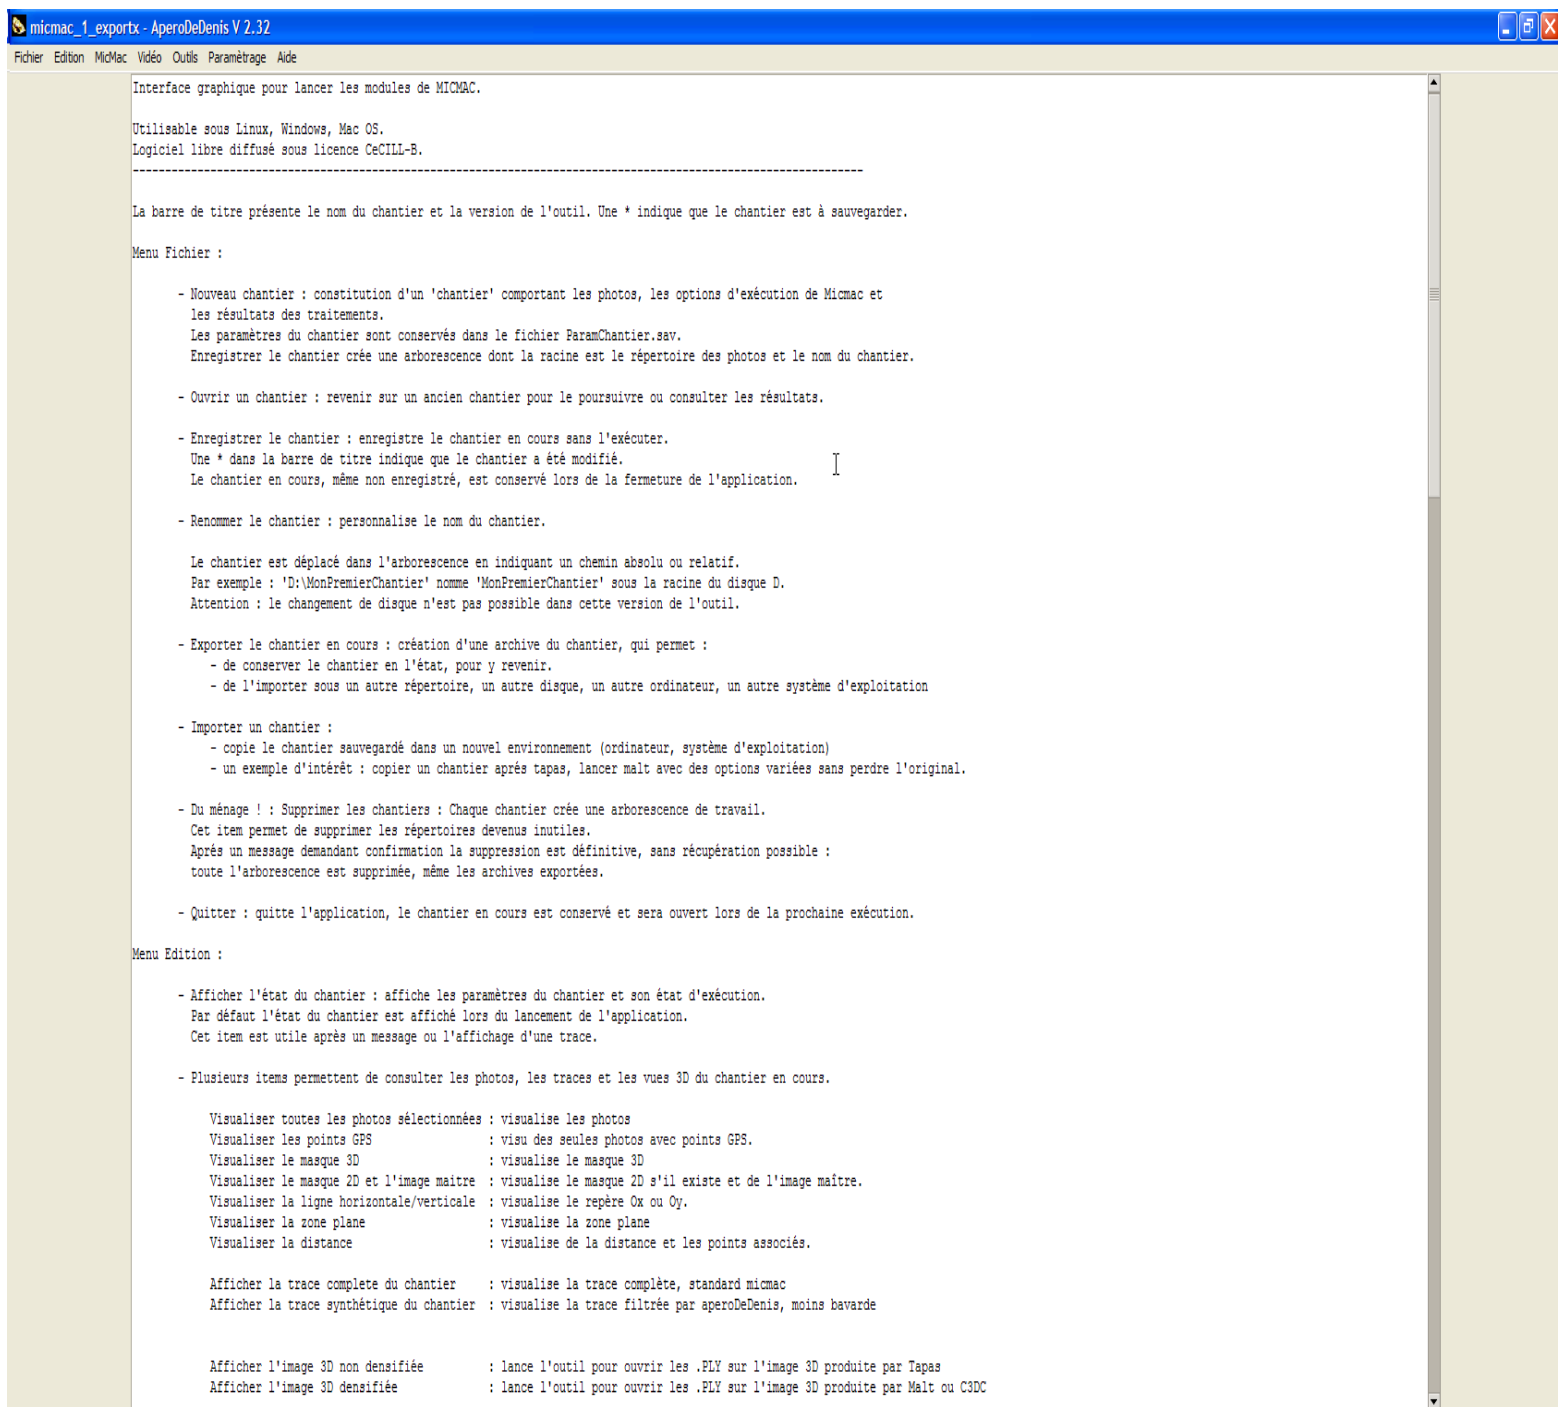 micmac_1_exportx - AperoDeDenis V 2.32
Fichier Edition MicMac Vidéo Outils Paramètrage Aide
Interface graphique pour lancer les modules de MICMAC.
Utilisable sous Linux, Windows, Mac OS.
Logiciel libre diffusé sous licence CeCILL-B.
-----------------------------------------------------------------------------------------------------------------
La barre de titre présente le nom du chantier et la version de l'outil. Une * indique que le chantier est à sauvegarder.
Menu Fichier :
- Nouveau chantier : constitution d'un 'chantier' comportant les photos, les options d'exécution de Micmac et
les résultats des traitements.
Les paramètres du chantier sont conservés dans le fichier ParamChantier.sav.
Enregistrer le chantier crée une arborescence dont la racine est le répertoire des photos et le nom du chantier.
- Ouvrir un chantier : revenir sur un ancien chantier pour le poursuivre ou consulter les résultats.
- Enregistrer le chantier : enregistre le chantier en cours sans l'exécuter.
Une * dans la barre de titre indique que le chantier a été modifié.
Le chantier en cours, même non enregistré, est conservé lors de la fermeture de l'application.
- Renommer le chantier : personnalise le nom du chantier.
Le chantier est déplacé dans l'arborescence en indiquant un chemin absolu ou relatif.
Par exemple : 'D:\MonPremierChantier' nomme 'MonPremierChantier' sous la racine du disque D.
Attention : le changement de disque n'est pas possible dans cette version de l'outil.
- Exporter le chantier en cours : création d'une archive du chantier, qui permet :
- de conserver le chantier en l'état, pour y revenir.
- de l'importer sous un autre répertoire, un autre disque, un autre ordinateur, un autre système d'exploitation
- Importer un chantier :
- copie le chantier sauvegardé dans un nouvel environnement (ordinateur, système d'exploitation)
- un exemple d'intérêt : copier un chantier aprés tapas, lancer malt avec des options variées sans perdre l'original.
- Du ménage ! : Supprimer les chantiers : Chaque chantier crée une arborescence de travail.
Cet item permet de supprimer les répertoires devenus inutiles.
Aprés un message demandant confirmation la suppression est définitive, sans récupération possible :
toute l'arborescence est supprimée, même les archives exportées.
- Quitter : quitte l'application, le chantier en cours est conservé et sera ouvert lors de la prochaine exécution.
Menu Edition :
- Afficher l'état du chantier : affiche les paramètres du chantier et son état d'exécution.
Par défaut l'état du chantier est affiché lors du lancement de l'application.
Cet item est utile après un message ou l'affichage d'une trace.
- Plusieurs items permettent de consulter les photos, les traces et les vues 3D du chantier en cours.
Visualiser toutes les photos sélectionnées : visualise les photos
Visualiser les points GPS : visu des seules photos avec points GPS.
Visualiser le masque 3D : visualise le masque 3D
Visualiser le masque 2D et l'image maitre : visualise le masque 2D s'il existe et de l'image maître.
Visualiser la ligne horizontale/verticale : visualise le repère Ox ou Oy.
Visualiser la zone plane : visualise la zone plane
Visualiser la distance : visualise de la distance et les points associés.
Afficher la trace complete du chantier : visualise la trace complète, standard micmac
Afficher la trace synthétique du chantier : visualise la trace filtrée par aperoDeDenis, moins bavarde
Afficher l'image 3D non densifiée : lance l'outil pour ouvrir les .PLY sur l'image 3D produite par Tapas
Afficher l'image 3D densifiée : lance l'outil pour ouvrir les .PLY sur l'image 3D produite par Malt ou C3DC